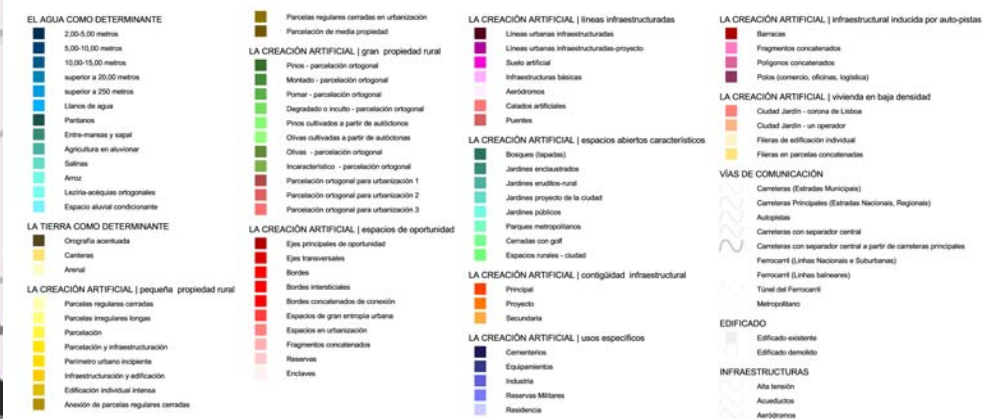 EL AGUA COMO DETERMINANTE
2,00-5,00 metros
5,00-10,00 metros
10,00-15,00 metros
superior a 20,00 metros
superior a 250 metros
Llanos de agua
Pantanos
Entre-mareas y sapal
Agricultura en aluvionar
Salinas
Arroz
Leziria-acéquias ortogonales
Espacio aluvial condicionante
LA TIERRA COMO DETERMINANTE
Orografía acentuada
Canteras
Arenal
LA CREACIÓN ARTIFICIAL | pequeña propiedad rural
Parcelas regulares cerradas
Parcelas irregulares longas
Parcelación
Parcelación y infraestructuración
Perimetro urbano incipiente
Infraestructuración y edificación
Edificación individual intensa
Anexión de parcelas regulares cerradas
Parcelas regulares cerradas en urbanización
Parcelación de media propiedad
LA CREACIÓN ARTIFICIAL | gran propiedad rural
Pinos - parcelación ortogonal
Montado - parcelación ortogonal
Pomar - parcelación ortogonal
Degradado o inculto - parcelación ortogonal
Pinos cultivados a partir de autóctonos
Olivas cultivadas a partir de autóctonas
Olivas - parcelación ortogonal
Incaracterístico - parcelación ortogonal
Parcelación ortogonal para urbanización 1
Parcelación ortogonal para urbanización 2
Parcelación ortogonal para urbanización 3
LA CREACIÓN ARTIFICIAL | espacios de oportunidad
Ejes principales de oportunidad
Ejes transversales
Bordes
Bordes intersticiales
Bordes concatenados de conexión
Espacios de gran entropia urbana
Espacios en urbanización
Fragmentos concatenados
Reservas
Enclaves
LA CREACIÓN ARTIFICIAL | líneas infraestructuradas
Líneas urbanas infraestructuradas
Líneas urbanas infraestructuradas-proyecto
Suelo artificial
Infraestructuras básicas
Aeródromos
Calados artificiales
Puentes
LA CREACIÓN ARTIFICIAL | espacios abiertos característicos
Bosques (tapadas)
Jardines enclaustrados
Jardines eruditos-rural
Jardines proyecto de la ciudad
Jardines públicos
Parques metropolitanos
Cerradas con golf
Espacios rurales - ciudad
LA CREACIÓN ARTIFICIAL | contigüidad infraestructural
Principal
Proyecto
Secundaria
LA CREACIÓN ARTIFICIAL | usos específicos
Cementerios
Equipamientos
Industria
Reservas Militares
Residencia
LA CREACIÓN ARTIFICIAL | infraestructural inducida por auto-pistas
Barracas
Fragmentos concatenados
Polígonos concatenados
Polos (comercio, oficinas, logística)
LA CREACIÓN ARTIFICIAL | vivienda en baja densidad
Ciudad Jardín - corona de Lisboa
Ciudad Jardín - un operador
Fileras de edificación individual
Fileras en parcelas concatenadas
VÍAS DE COMUNICACIÓN
Carreteras (Estradas Municipais)
Carreteras Principales (Estradas Nacionais, Regionais)
Autopistas
Carreteras con separador central
Carreteras con separador central a partir de carreteras principales
Ferrocarril (Linhas Nacionais e Suburbanas)
Ferrocarril (Linhas balneares)
Túnel del Ferrocarril
Metropolitano
EDIFICADO
Edificado existente
Edificado demolido
INFRAESTRUCTURAS
Alta tensión
Acueductos
Aeródromos